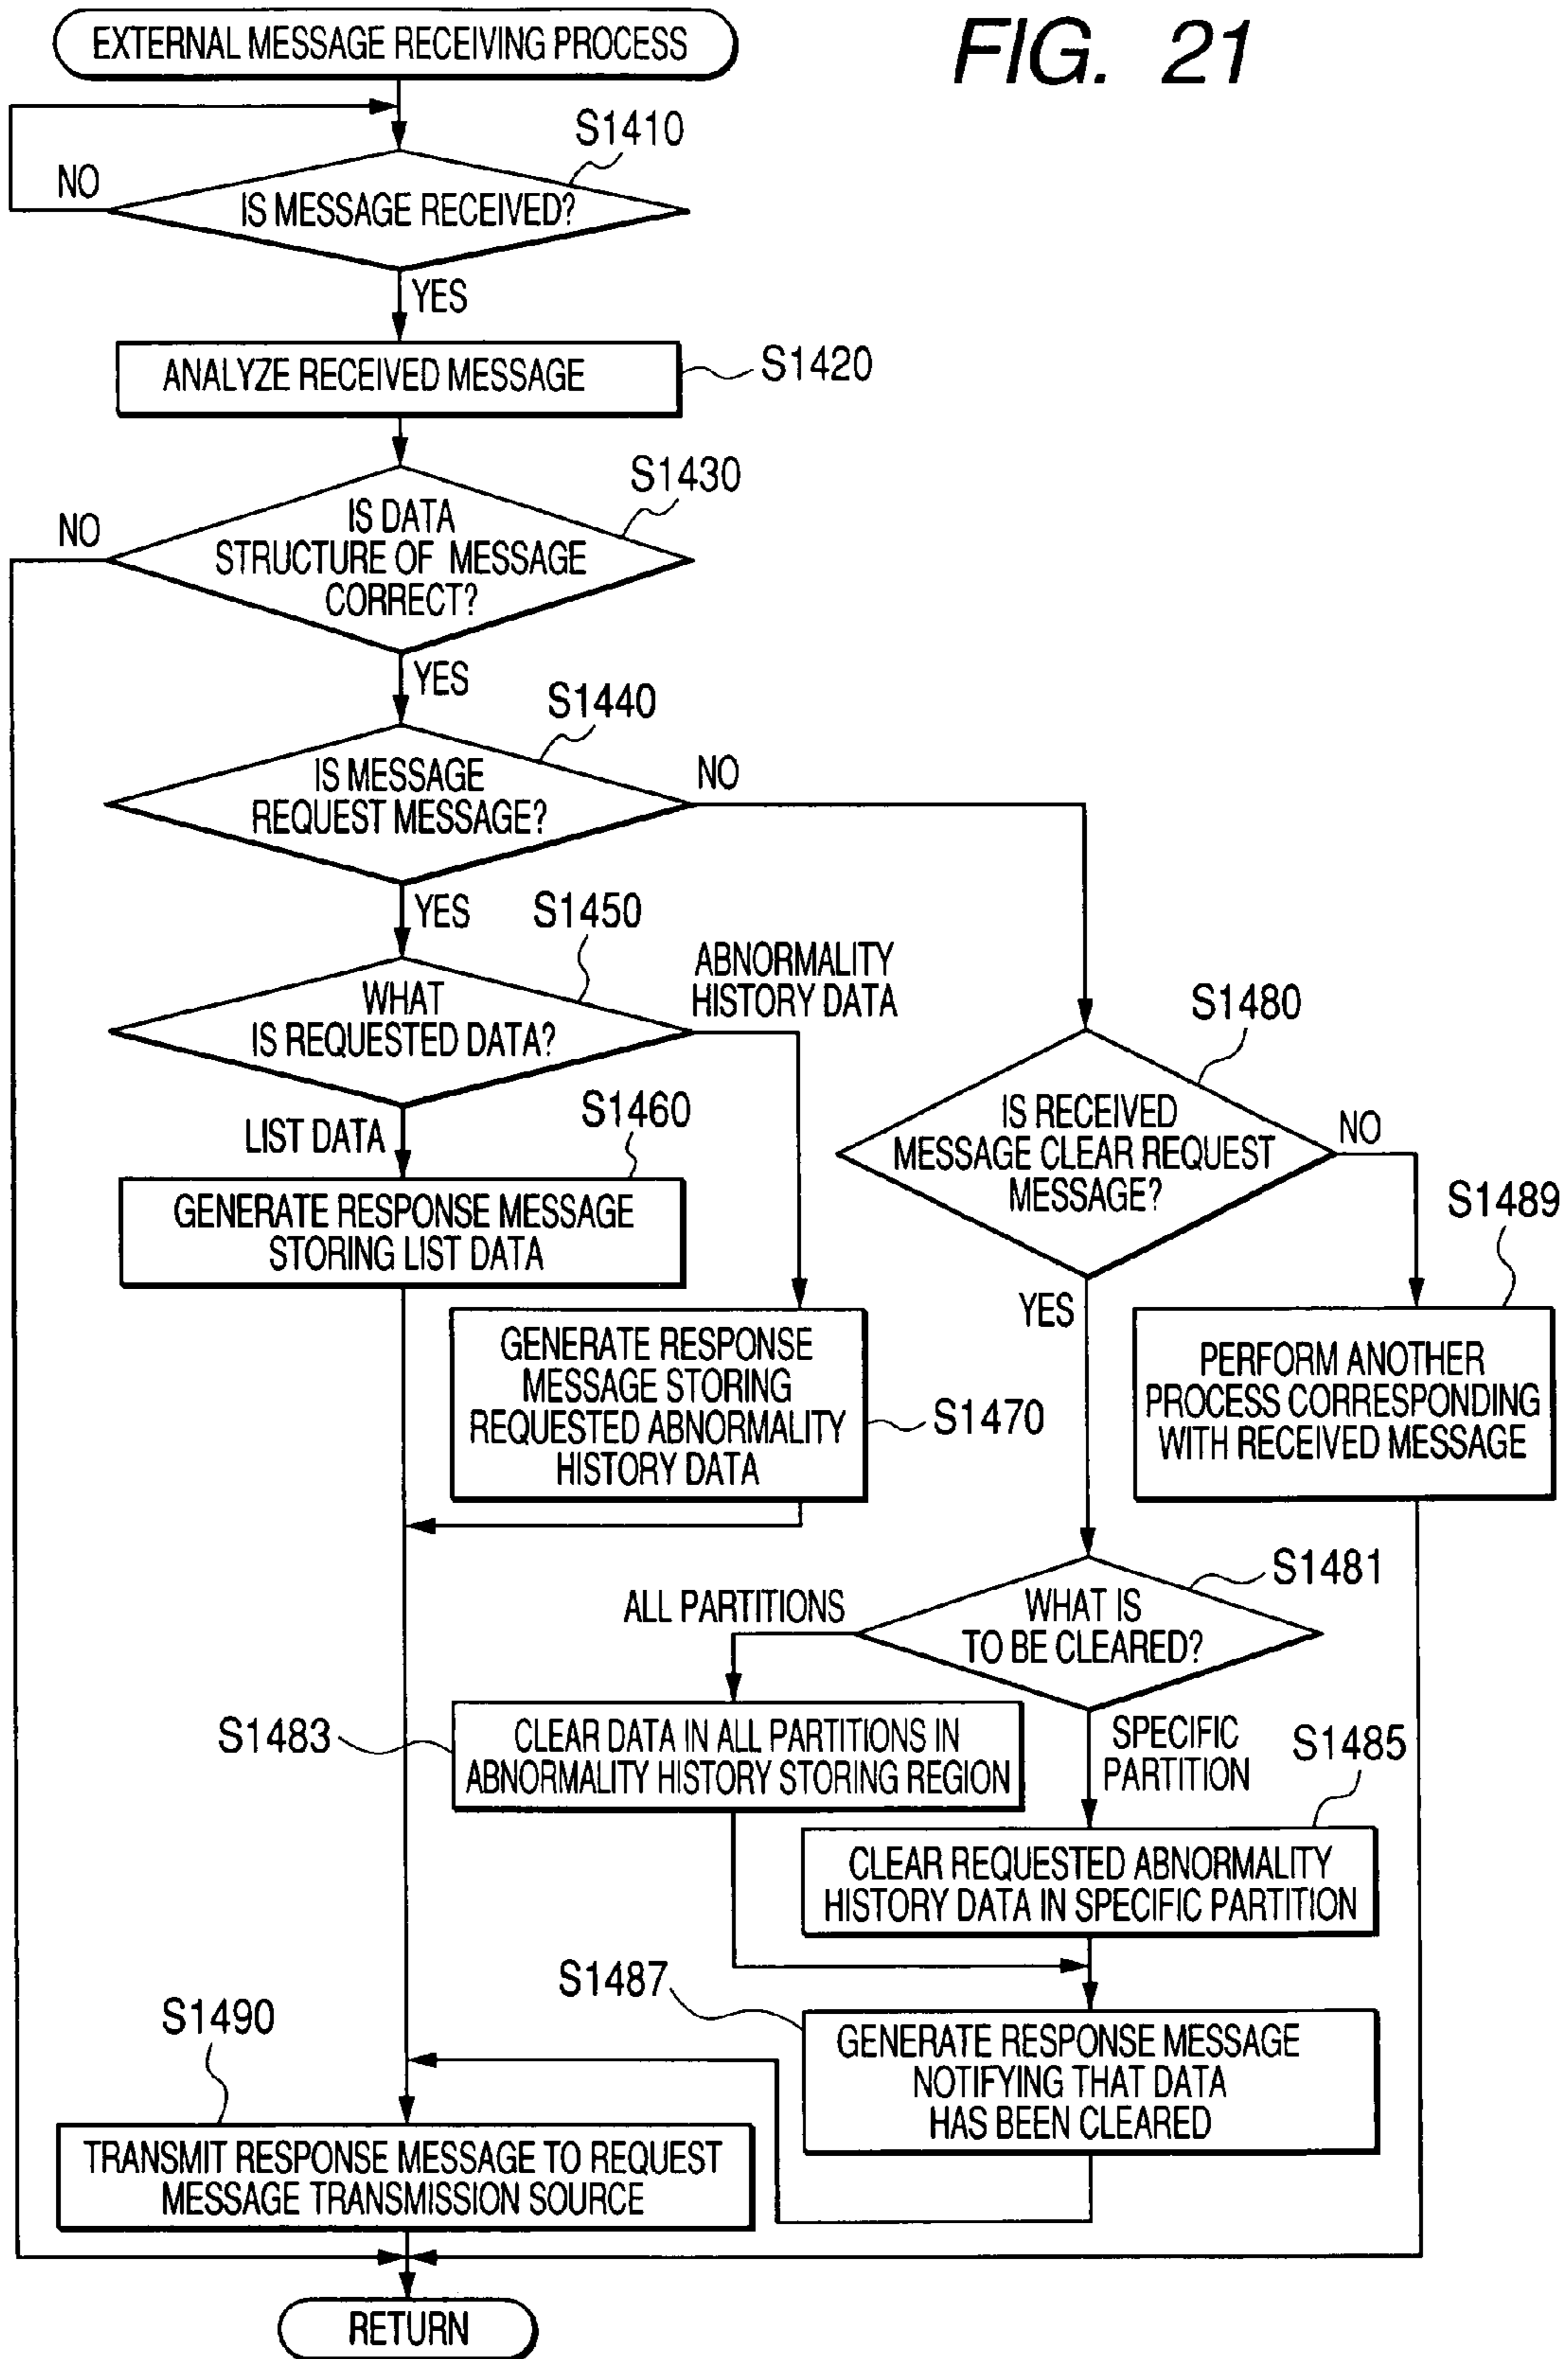 EXTERNAL MESSAGE RECEIVING PROCESS
FIG. 21
S1410
NO
IS MESSAGE RECEIVED?
YES
ANALYZE RECEIVED MESSAGE
S1420
S1430
NO
IS DATA
STRUCTURE OF MESSAGE
CORRECT?
YES
S1440
IS MESSAGE
REQUEST MESSAGE?
NO
YES
S1450
WHAT
IS REQUESTED DATA?
ABNORMALITY
HISTORY DATA
LIST DATA
S1460
GENERATE RESPONSE MESSAGE
STORING LIST DATA
GENERATE RESPONSE
MESSAGE STORING
REQUESTED ABNORMALITY
HISTORY DATA
S1470
S1480
IS RECEIVED
MESSAGE CLEAR REQUEST
MESSAGE?
NO
YES
S1489
PERFORM ANOTHER
PROCESS CORRESPONDING
WITH RECEIVED MESSAGE
S1481
WHAT IS
TO BE CLEARED?
ALL PARTITIONS
S1483
CLEAR DATA IN ALL PARTITIONS IN
ABNORMALITY HISTORY STORING REGION
SPECIFIC
PARTITION
S1485
CLEAR REQUESTED ABNORMALITY
HISTORY DATA IN SPECIFIC PARTITION
S1487
GENERATE RESPONSE MESSAGE
NOTIFYING THAT DATA
HAS BEEN CLEARED
S1490
TRANSMIT RESPONSE MESSAGE TO REQUEST
MESSAGE TRANSMISSION SOURCE
RETURN